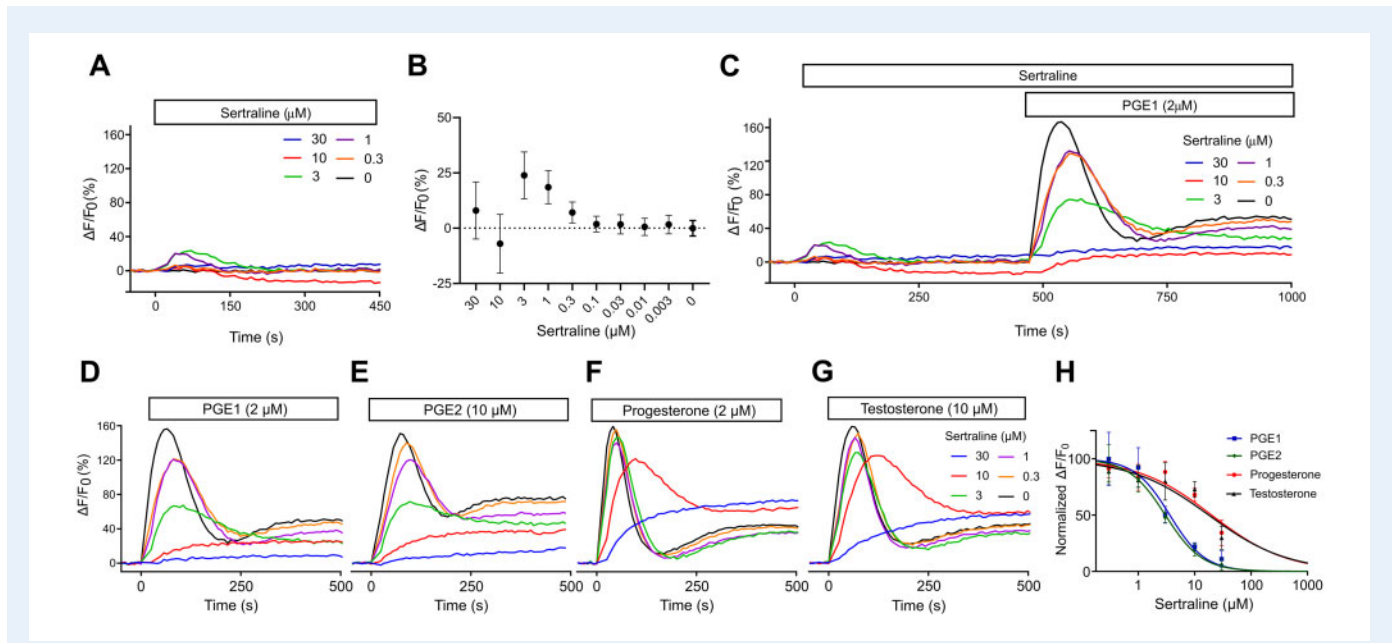 A
Sertraline (μM)
30 1
10 0.3
3 0
ΔF/F₀(%)
160
120
80
40
0
0 150 300 450
Time (s)
B
ΔF/F₀ (%)
50
25
0
-25
30 10 3 1 0.3 0.1 0.03 0.01 0.003 0
Sertraline (μM)
C
Sertraline
PGE1 (2μM)
Sertraline (μM)
30 1
10 0.3
3 0
ΔF/F₀ (%)
160
120
80
40
0
0 250 500 750 1000
Time (s)
D
PGE1 (2 μM)
ΔF/F₀ (%)
160
120
80
40
0
0 250 500
Time (s)
E
PGE2 (10 μM)
0 250 500
Time (s)
F
Progesterone (2 μM)
0 250 500
Time (s)
G
Testosterone (10 μM)
Sertraline (μM)
30 1
10 0.3
3 0
0 250 500
Time (s)
H
PGE1
PGE2
Progesterone
Testosterone
Normalized ΔF/F₀
100
50
0
1 10 100 1000
Sertraline (μM)